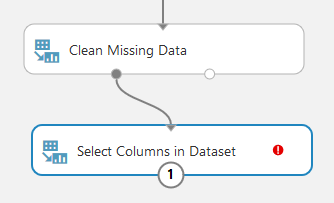 Clean Missing Data
Select Columns in Dataset
1